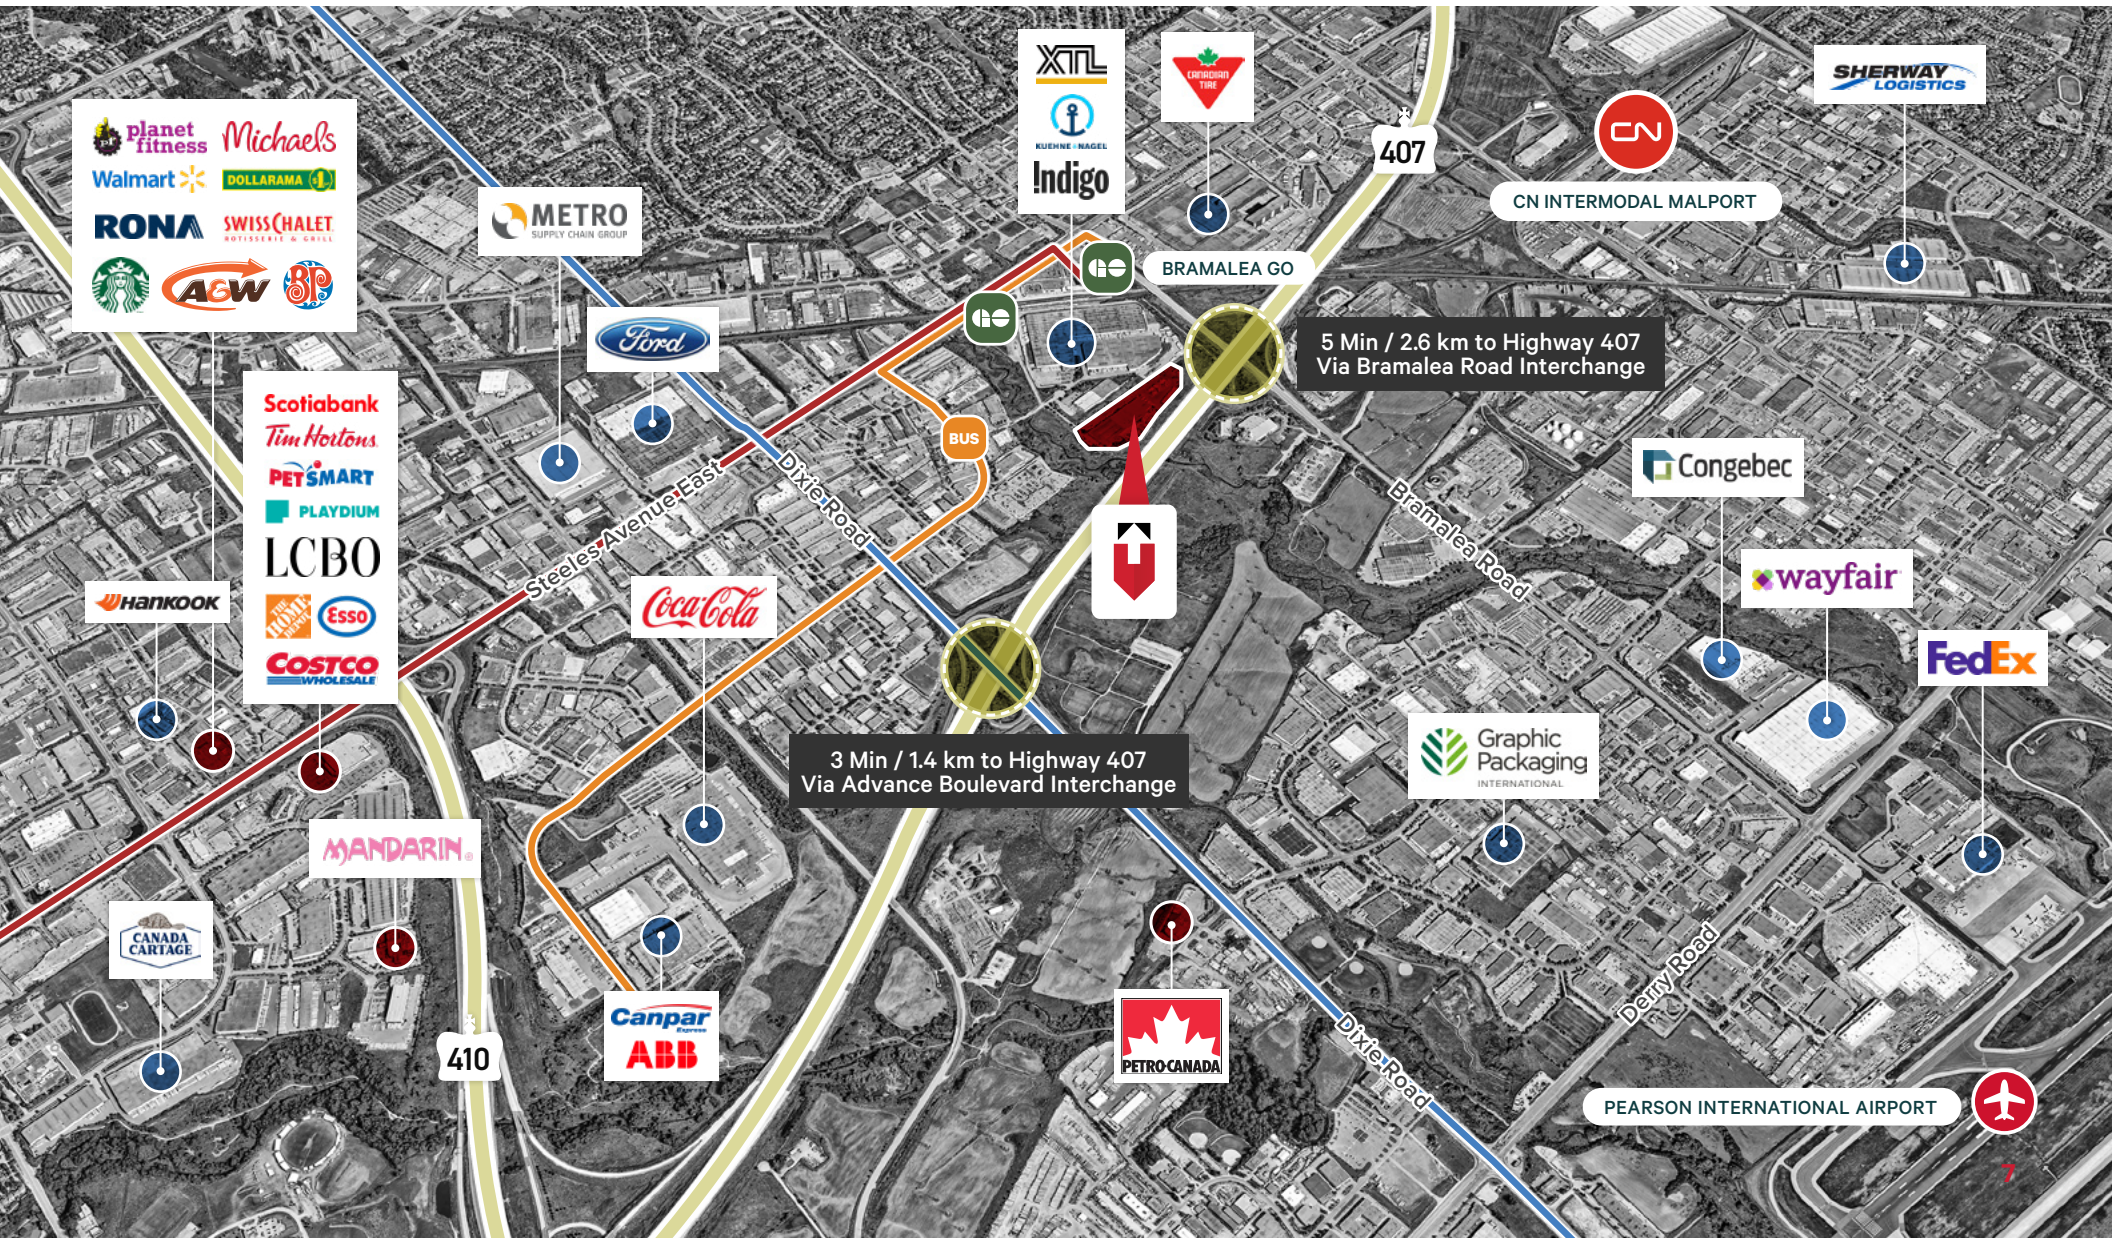 XTL
KUEHNE+NAGEL
Indigo
CANADIAN
TIRE
407
CN
CN INTERMODAL MALPORT
SHERWAY
LOGISTICS
planet
fitness
Michaels
Walmart
DOLLARAMA $1
RONA
SWISS CHALET
ROTISSERIE & GRILL
A&W
BP
METRO
SUPPLY CHAIN GROUP
Ford
GO
BRAMALEA GO
GO
5 Min / 2.6 km to Highway 407
Via Bramalea Road Interchange
Scotiabank
Tim Hortons
PETSMART
PLAYDIUM
LCBO
THE HOME DEPOT
Esso
COSTCO
WHOLESALE
BUS
Dixie Road
Steeles Avenue East
Bramalea Road
Congebec
wayfair
FedEx
HANKOOK
Coca-Cola
3 Min / 1.4 km to Highway 407
Via Advance Boulevard Interchange
Graphic
Packaging
INTERNATIONAL
MANDARIN
CANADA
CARTAGE
410
Canpar
Express
ABB
PETRO-CANADA
Derry Road
Dixie Road
PEARSON INTERNATIONAL AIRPORT
7